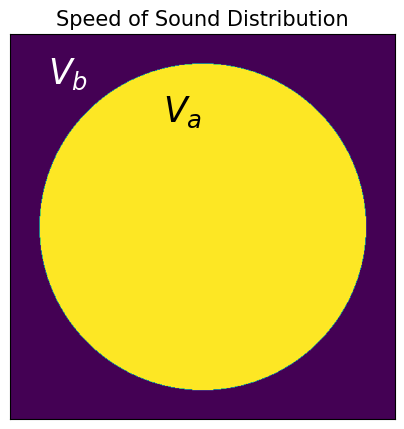 Speed of Sound Distribution
V_b
V_a